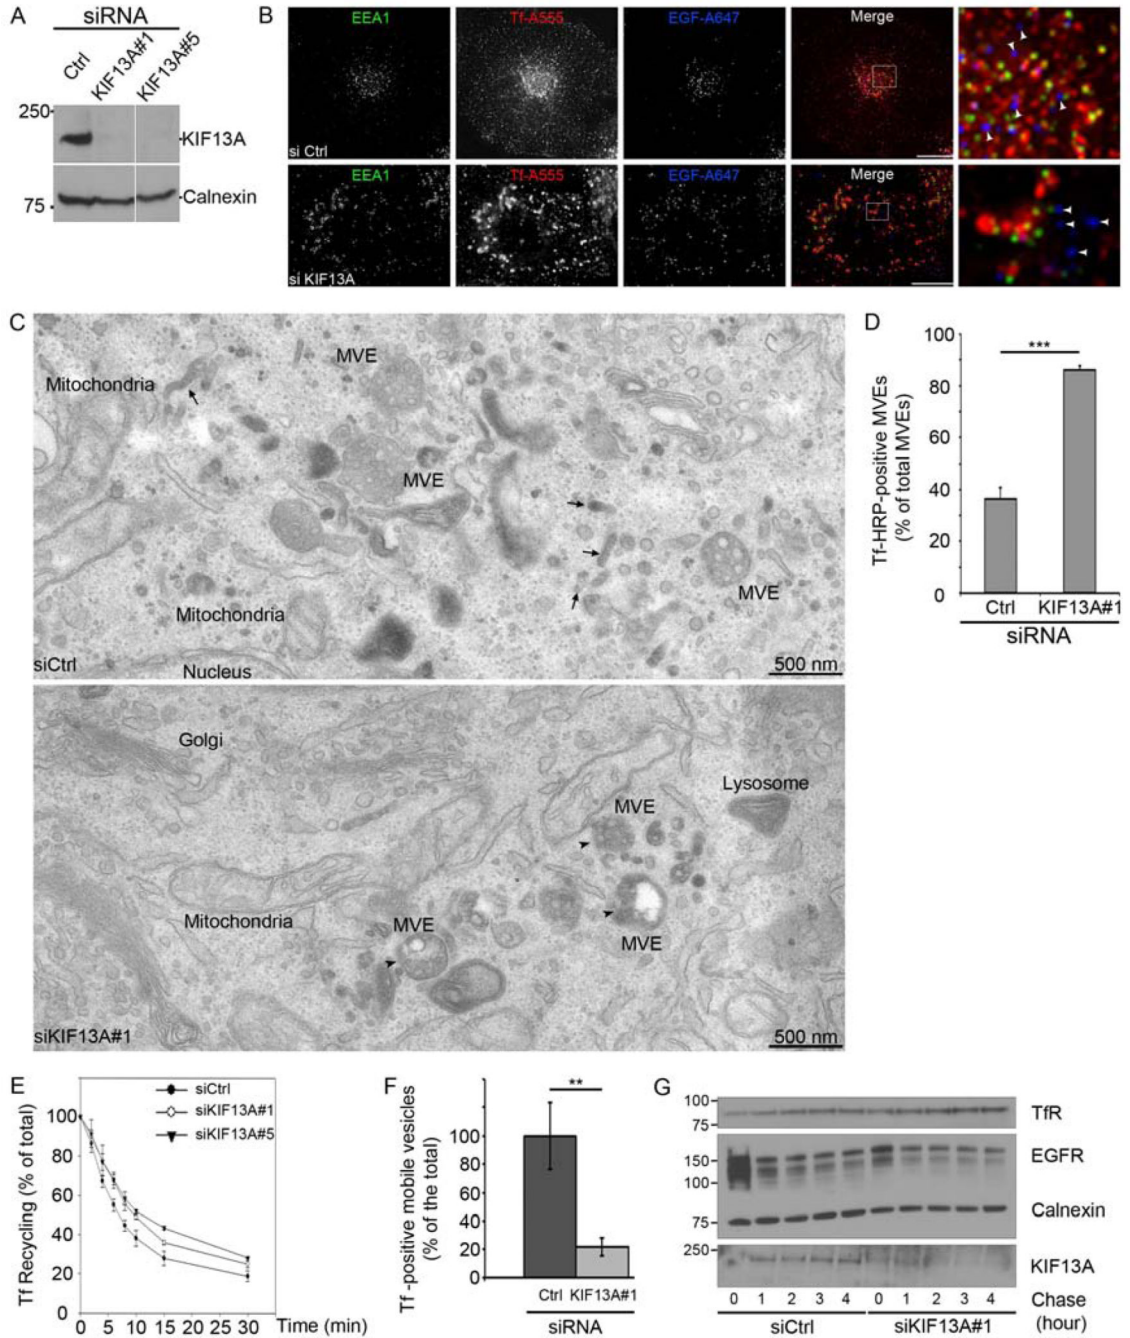 A
siRNA
Ctrl
KIF13A#1
KIF13A#5
250
KIF13A
Calnexin
75
B
EEA1 Tf-A555 EGF-A647 Merge
si Ctrl
EEA1 Tf-A555 EGF-A647 Merge
si KIF13A
C
MVE
Mitochondria
MVE
MVE
Mitochondria
siCtrl
Nucleus
500 nm
Golgi
Lysosome
MVE
Mitochondria
MVE
MVE
siKIF13A#1
500 nm
D
Tf-HRP-positive MVEs
(% of total MVEs)
100
80
60
40
20
0
***
Ctrl KIF13A#1
siRNA
E
Tf Recycling (% of total)
100
80
60
40
20
0
siCtrl
siKIF13A#1
siKIF13A#5
0 5 10 15 20 25 30 Time (min)
F
Tf -positive mobile vesicles
(% of the total)
100
80
60
40
20
0
**
Ctrl KIF13A#1
siRNA
G
100
75
TfR
150
100
EGFR
75
Calnexin
250
KIF13A
0 1 2 3 4 0 1 2 3 4 Chase
(hour)
siCtrl siKIF13A#1